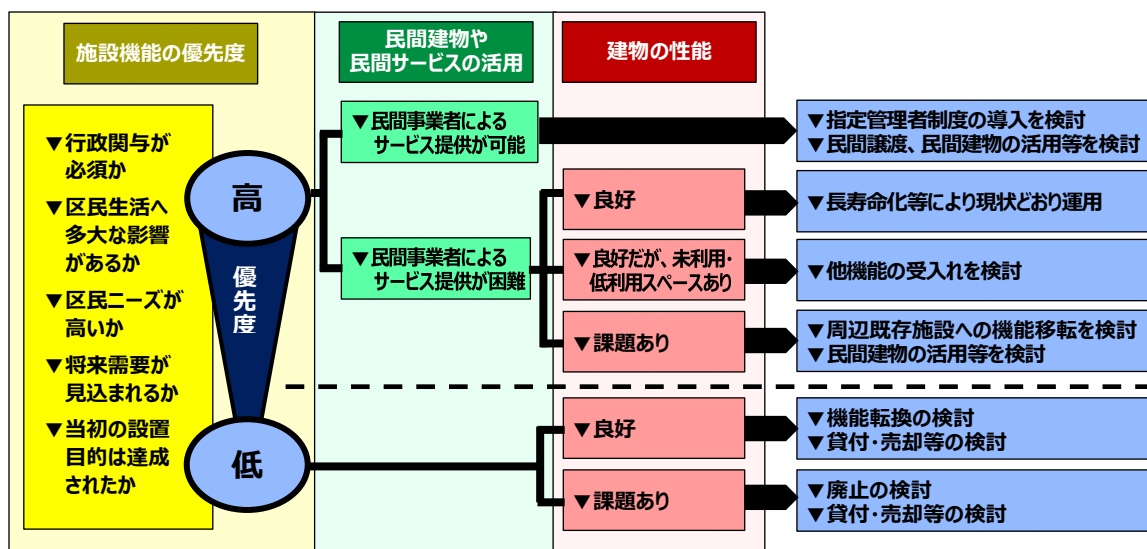 施設機能の優先度
民間建物や
民間サービスの活用
建物の性能
▼行政関与が
必須か
▼区民生活へ
多大な影響
があるか
▼区民ニーズが
高いか
▼将来需要が
見込まれるか
▼当初の設置
目的は達成
されたか
高
優先度
低
▼民間事業者による
サービス提供が可能
▼民間事業者による
サービス提供が困難
▼良好
▼良好だが、未利用・
低利用スペースあり
▼課題あり
▼良好
▼課題あり
▼指定管理者制度の導入を検討
▼民間譲渡、民間建物の活用等を検討
▼長寿命化等により現状どおり運用
▼他機能の受入れを検討
▼周辺既存施設への機能移転を検討
▼民間建物の活用等を検討
▼機能転換の検討
▼貸付・売却等の検討
▼廃止の検討
▼貸付・売却等の検討